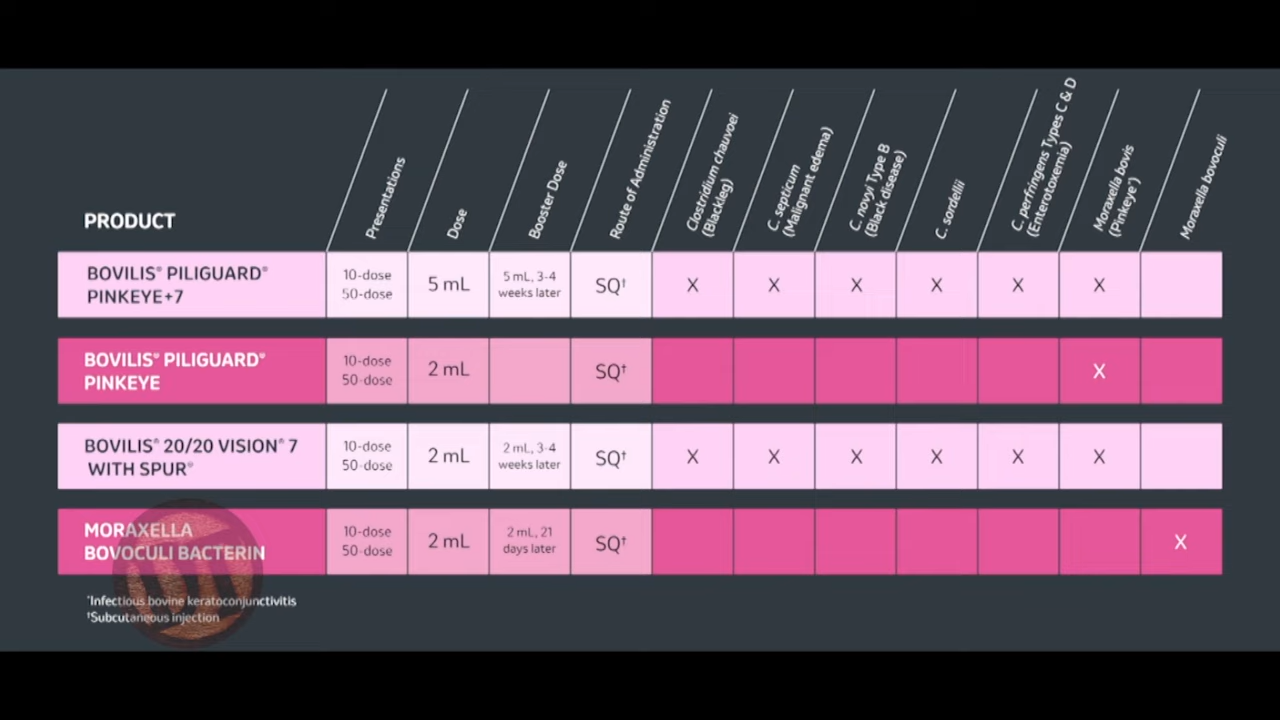 PRODUCT
Presentations
Dose
Booster Dose
Route of Administration
Clostridium chauvoei
(Blackleg)
C. septicum
(Malignant edema)
C. novyi Type B
(Black disease)
C. sordellii
C. perfringens Types C & D
(Enterotoxemia)
Moraxella bovis
(Pinkeye*)
Moraxella bovoculi
BOVILIS® PILIGUARD®
PINKEYE+7
10-dose
50-dose
5 mL
5 mL, 3-4
weeks later
SQ†
X X X X X X
BOVILIS® PILIGUARD®
PINKEYE
10-dose
50-dose
2 mL
SQ†
X
BOVILIS® 20/20 VISION® 7
WITH SPUR®
10-dose
50-dose
2 mL
2 mL, 3-4
weeks later
SQ†
X X X X X X
MORAXELLA
BOVOCULI BACTERIN
10-dose
50-dose
2 mL
2 mL, 21
days later
SQ†
X
*Infectious bovine keratoconjunctivitis
†Subcutaneous injection